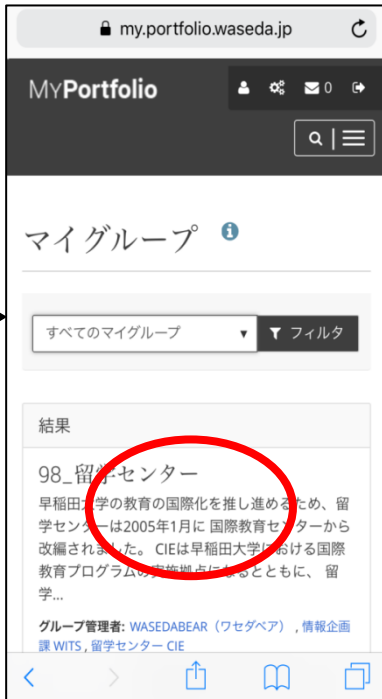 my.portfolio.waseda.jp
MYPortfolio
0
マイグループ
すべてのマイグループ
フィルタ
結果
98_留学センター
早稲田大学の教育の国際化を推し進めるため、留
学センターは2005年1月に 国際教育センターから
改編されました。 CIEは早稲田大学における国際
教育プログラムの実施拠点になるとともに、 留
学...
グループ管理者: WASEDABEAR（ワセダベア） , 情報企画
課 WITS , 留学センター CIE